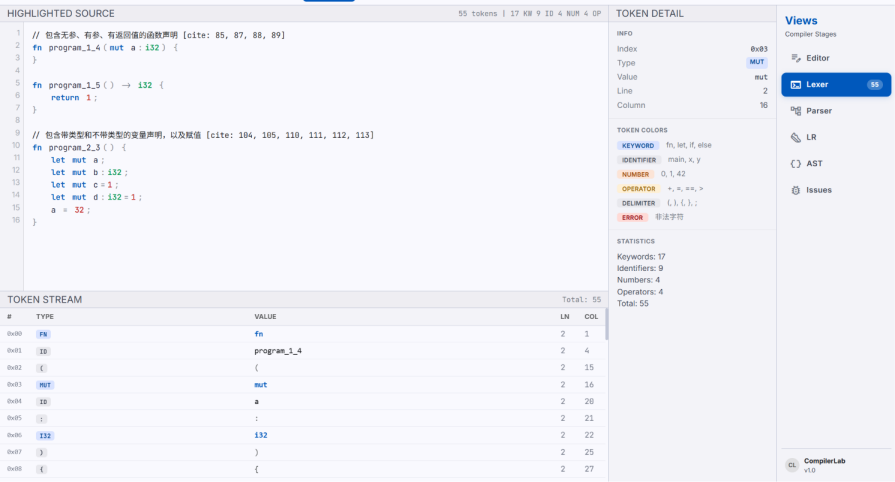 HIGHLIGHTED SOURCE
55 tokens | 17 KW 9 ID 4 NUM 4 OP
1 // 包含无参、有参、有返回值的函数声明 [cite: 85, 87, 88, 89]
2 fn program_1_4(mut a:i32) {
3 }
4
5 fn program_1_5() -> i32 {
6 return 1;
7 }
8
9 // 包含带类型和不带类型的变量声明，以及赋值 [cite: 104, 105, 110, 111, 112, 113]
10 fn program_2_3() {
11 let mut a;
12 let mut b:i32;
13 let mut c=1;
14 let mut d:i32=1;
15 a = 32;
16 }
TOKEN STREAM
Total: 55
# TYPE VALUE LN COL
0x00 FN fn 2 1
0x01 ID program_1_4 2 4
0x02 ( ( 2 15
0x03 MUT mut 2 16
0x04 ID a 2 20
0x05 : : 2 21
0x06 I32 i32 2 22
0x07 ) ) 2 25
0x08 { { 2 27
TOKEN DETAIL
INFO
Index 0x03
Type MUT
Value mut
Line 2
Column 16
TOKEN COLORS
KEYWORD fn, let, if, else
IDENTIFIER main, x, y
NUMBER 0, 1, 42
OPERATOR +, =, ==, >
DELIMITER (, ), {, }, ;
ERROR 非法字符
STATISTICS
Keywords: 17
Identifiers: 9
Numbers: 4
Operators: 4
Total: 55
Views
Compiler Stages
Editor
Lexer 55
Parser
LR
AST
Issues
CL
CompilerLab
v1.0